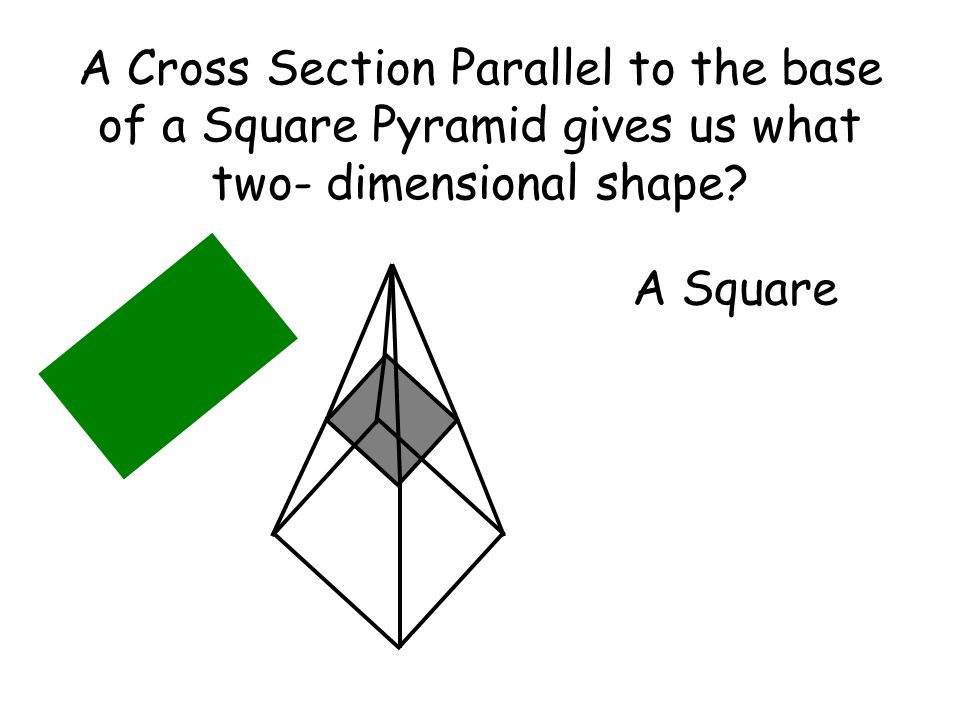 A Cross Section Parallel to the base
of a Square Pyramid gives us what
two- dimensional shape?
A Square